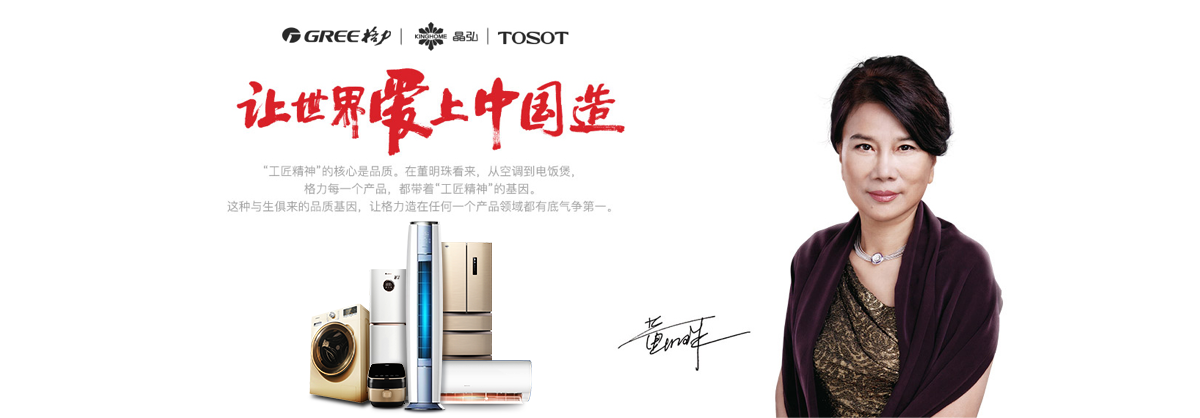 GREE格力 | KINGHOME 晶弘 | TOSOT
让世界爱上中国造
“工匠精神”的核心是品质。在董明珠看来，从空调到电饭煲，
格力每一个产品，都带着“工匠精神”的基因。
这种与生俱来的品质基因，让格力造在任何一个产品领域都有底气争第一。
董明珠